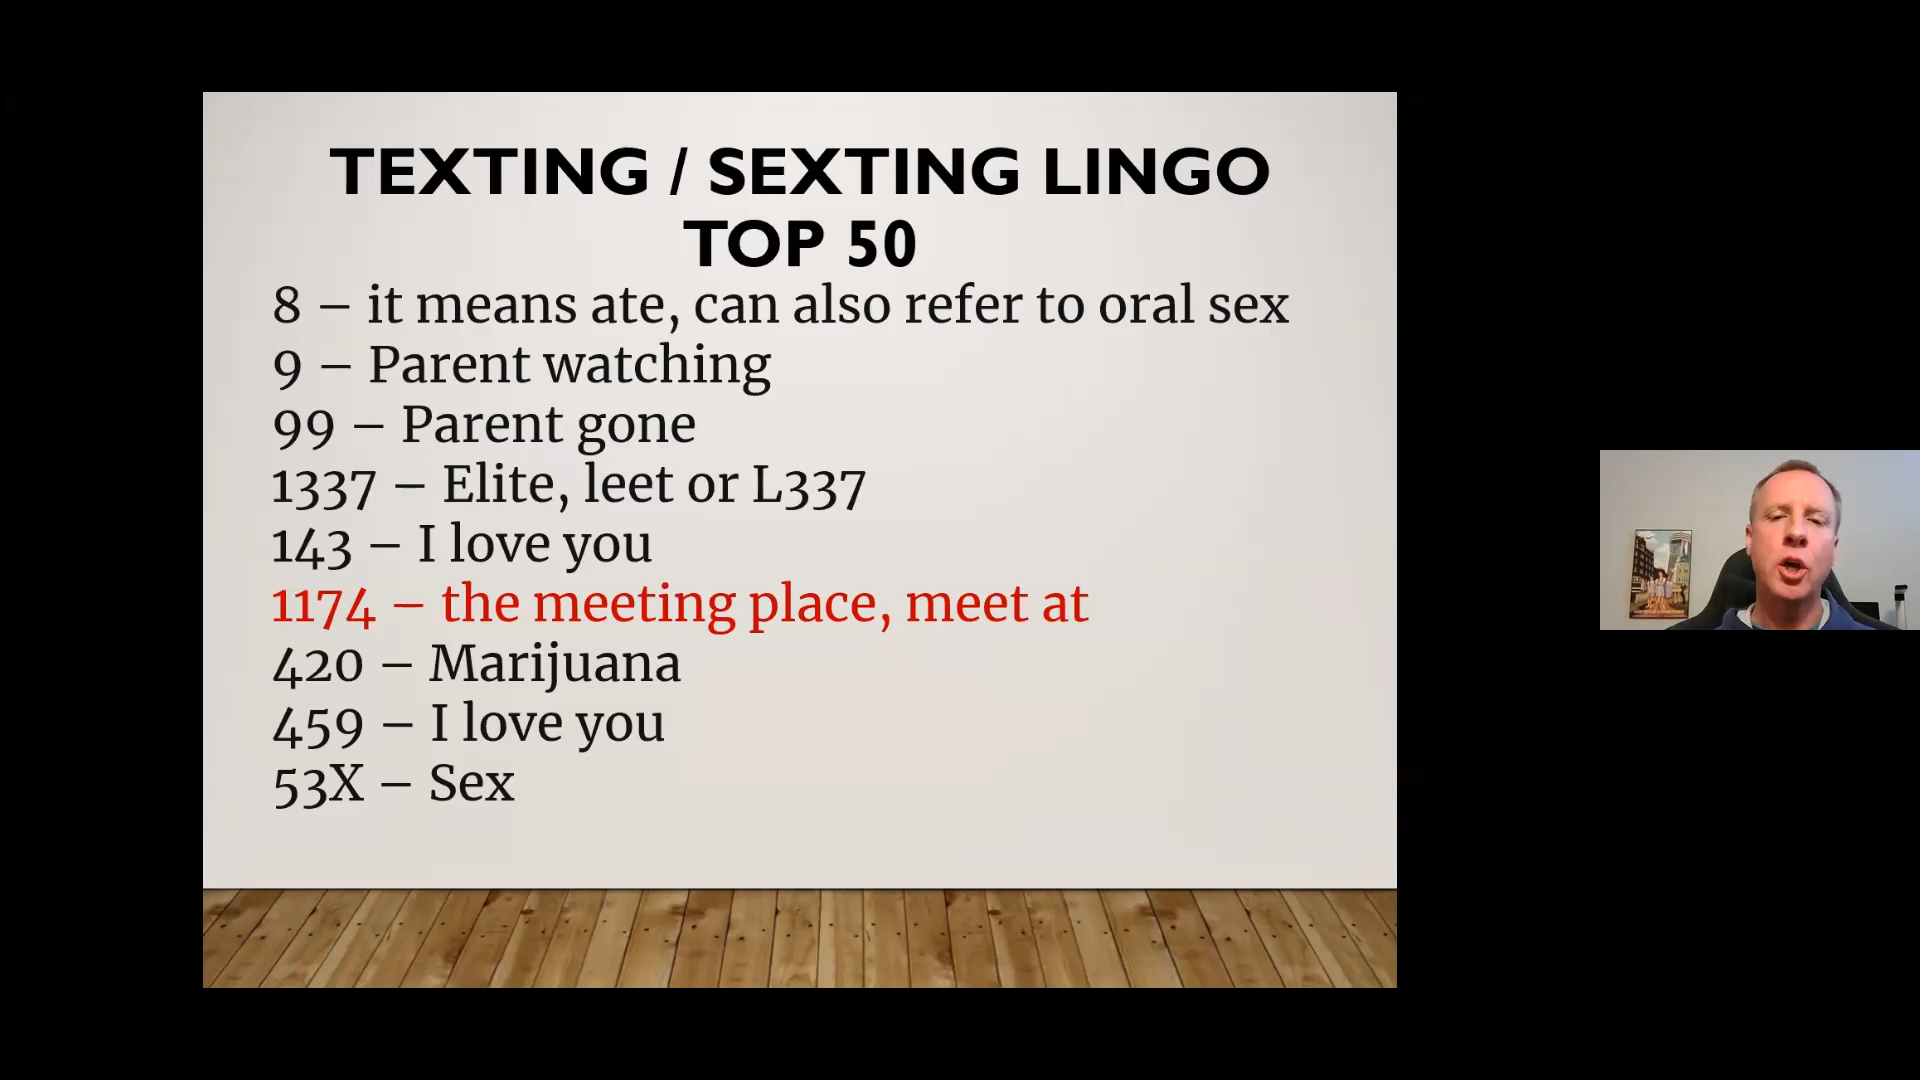 TEXTING / SEXTING LINGO
TOP 50
8 – it means ate, can also refer to oral sex
9 – Parent watching
99 – Parent gone
1337 – Elite, leet or L337
143 – I love you
1174 – the meeting place, meet at
420 – Marijuana
459 – I love you
53X – Sex